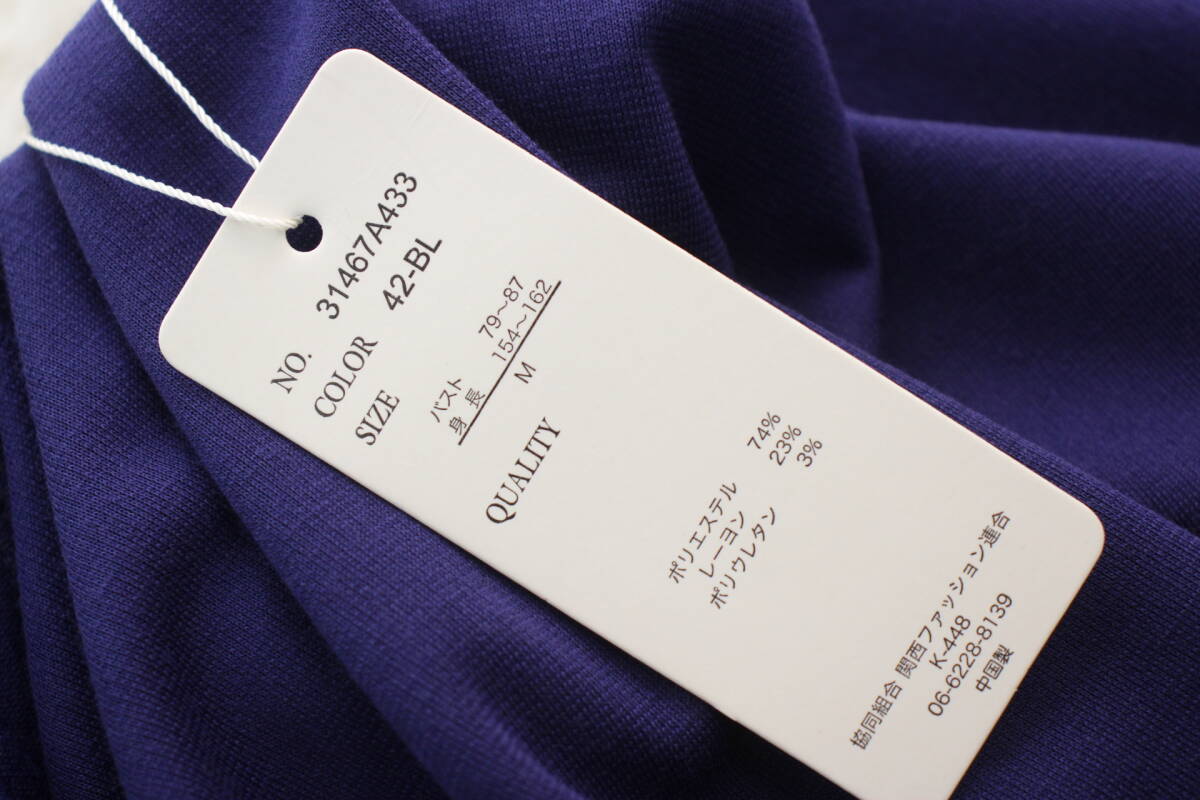 NO. 31467A433
COLOR 42-BL
SIZE
バスト 79〜87
身長 154〜162
M
QUALITY
ポリエステル 74%
レーヨン 23%
ポリウレタン 3%
協同組合 関西ファッション連合
K-448
06-6228-8139
中国製